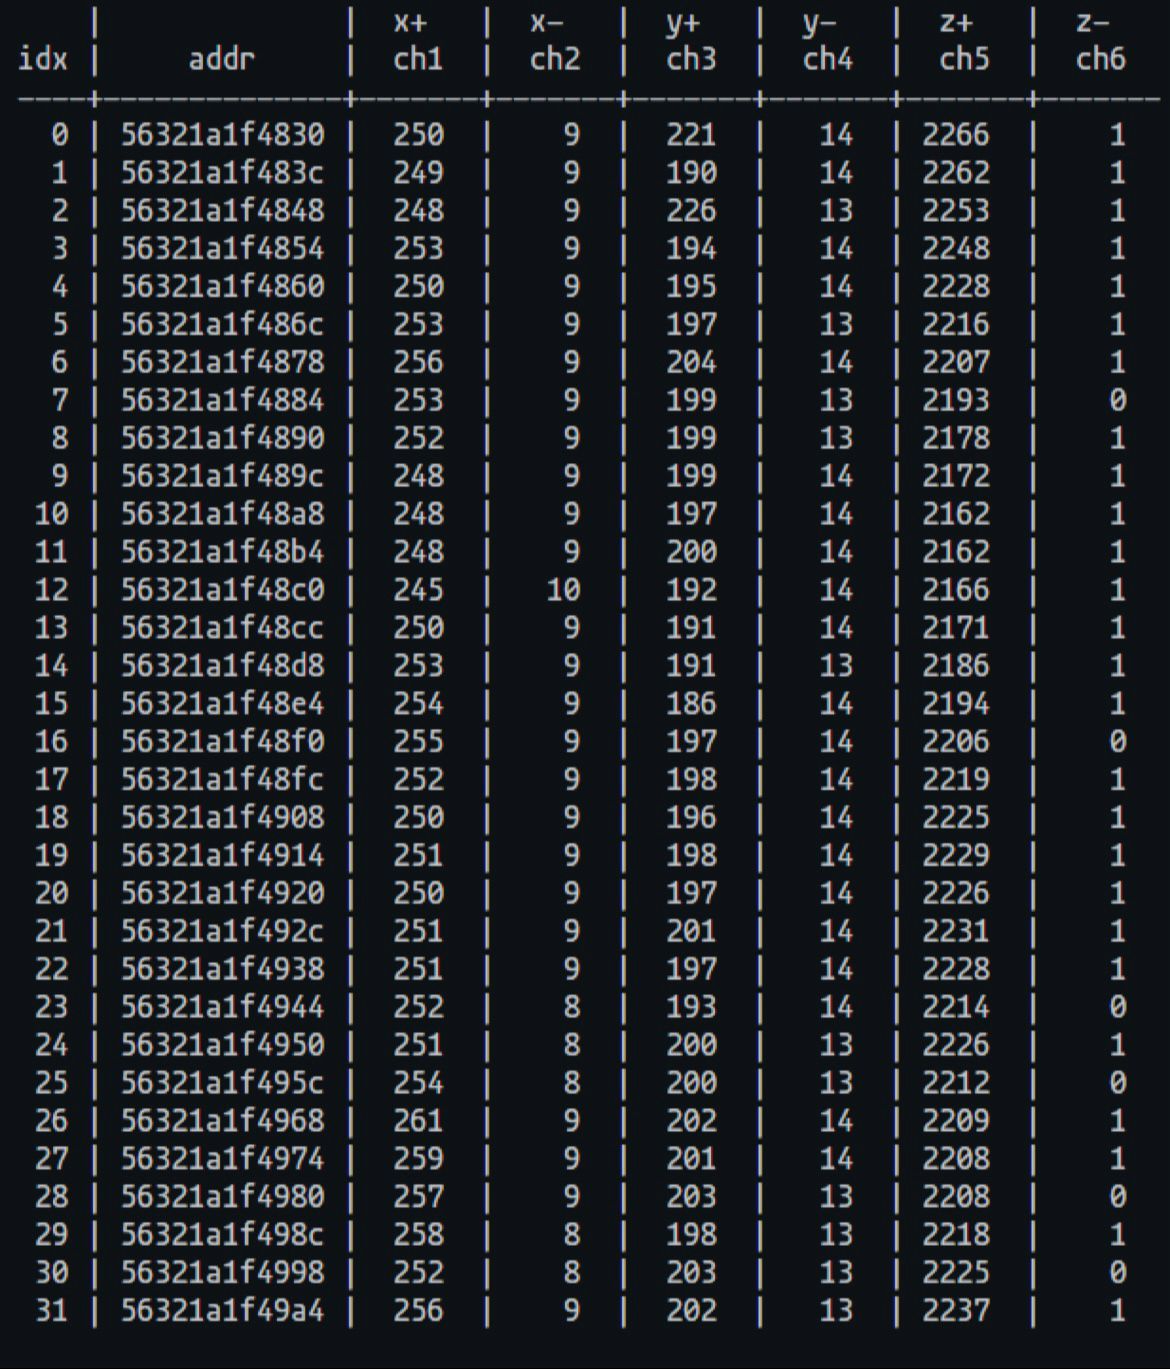 |              |  x+   |  x-   |  y+   |  y-   |  z+   |  z-
idx |     addr     |  ch1  |  ch2  |  ch3  |  ch4  |  ch5  |  ch6
----+--------------+-------+-------+-------+-------+-------+-------
  0 | 56321a1f4830 |  250  |    9  |  221  |   14  | 2266  |    1
  1 | 56321a1f483c |  249  |    9  |  190  |   14  | 2262  |    1
  2 | 56321a1f4848 |  248  |    9  |  226  |   13  | 2253  |    1
  3 | 56321a1f4854 |  253  |    9  |  194  |   14  | 2248  |    1
  4 | 56321a1f4860 |  250  |    9  |  195  |   14  | 2228  |    1
  5 | 56321a1f486c |  253  |    9  |  197  |   13  | 2216  |    1
  6 | 56321a1f4878 |  256  |    9  |  204  |   14  | 2207  |    1
  7 | 56321a1f4884 |  253  |    9  |  199  |   13  | 2193  |    0
  8 | 56321a1f4890 |  252  |    9  |  199  |   13  | 2178  |    1
  9 | 56321a1f489c |  248  |    9  |  199  |   14  | 2172  |    1
 10 | 56321a1f48a8 |  248  |    9  |  197  |   14  | 2162  |    1
 11 | 56321a1f48b4 |  248  |    9  |  200  |   14  | 2162  |    1
 12 | 56321a1f48c0 |  245  |   10  |  192  |   14  | 2166  |    1
 13 | 56321a1f48cc |  250  |    9  |  191  |   14  | 2171  |    1
 14 | 56321a1f48d8 |  253  |    9  |  191  |   13  | 2186  |    1
 15 | 56321a1f48e4 |  254  |    9  |  186  |   14  | 2194  |    1
 16 | 56321a1f48f0 |  255  |    9  |  197  |   14  | 2206  |    0
 17 | 56321a1f48fc |  252  |    9  |  198  |   14  | 2219  |    1
 18 | 56321a1f4908 |  250  |    9  |  196  |   14  | 2225  |    1
 19 | 56321a1f4914 |  251  |    9  |  198  |   14  | 2229  |    1
 20 | 56321a1f4920 |  250  |    9  |  197  |   14  | 2226  |    1
 21 | 56321a1f492c |  251  |    9  |  201  |   14  | 2231  |    1
 22 | 56321a1f4938 |  251  |    9  |  197  |   14  | 2228  |    1
 23 | 56321a1f4944 |  252  |    8  |  193  |   14  | 2214  |    0
 24 | 56321a1f4950 |  251  |    8  |  200  |   13  | 2226  |    1
 25 | 56321a1f495c |  254  |    8  |  200  |   13  | 2212  |    0
 26 | 56321a1f4968 |  261  |    9  |  202  |   14  | 2209  |    1
 27 | 56321a1f4974 |  259  |    9  |  201  |   14  | 2208  |    1
 28 | 56321a1f4980 |  257  |    9  |  203  |   13  | 2208  |    0
 29 | 56321a1f498c |  258  |    8  |  198  |   13  | 2218  |    1
 30 | 56321a1f4998 |  252  |    8  |  203  |   13  | 2225  |    0
 31 | 56321a1f49a4 |  256  |    9  |  202  |   13  | 2237  |    1